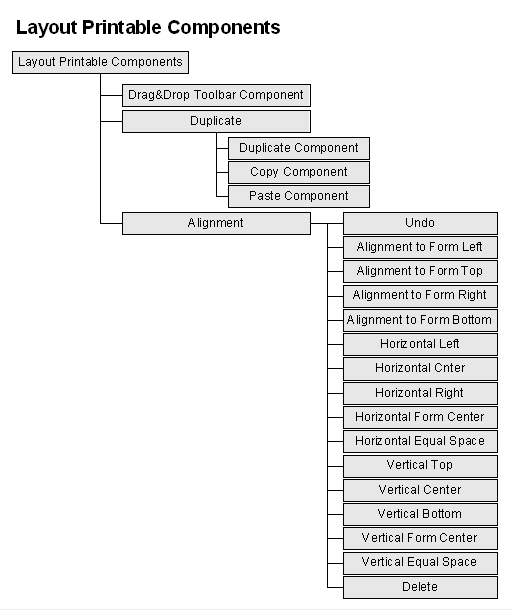 Layout Printable Components
Layout Printable Components
Drag&Drop Toolbar Component
Duplicate
Duplicate Component
Copy Component
Paste Component
Alignment
Undo
Alignment to Form Left
Alignment to Form Top
Alignment to Form Right
Alignment to Form Bottom
Horizontal Left
Horizontal Cnter
Horizontal Right
Horizontal Form Center
Horizontal Equal Space
Vertical Top
Vertical Center
Vertical Bottom
Vertical Form Center
Vertical Equal Space
Delete